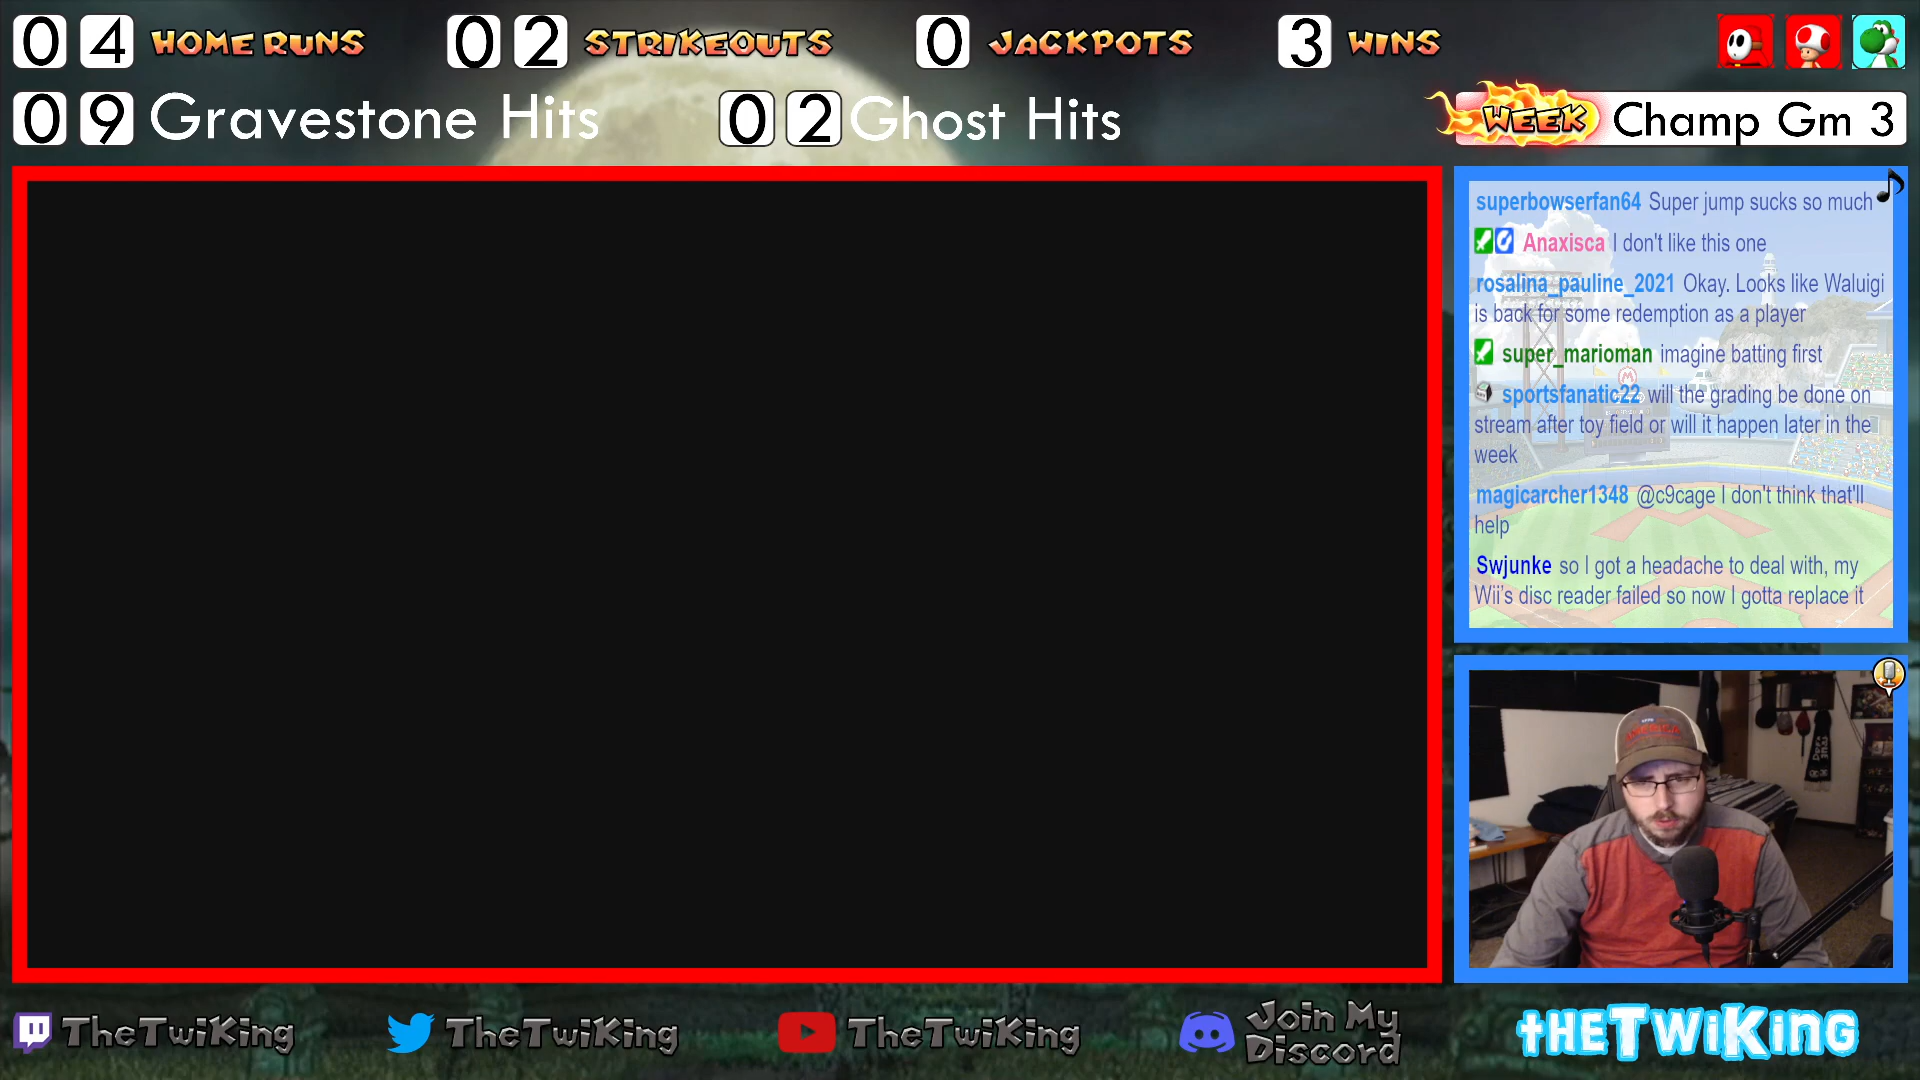 04 HOME RUNS 02 STRIKEOUTS 0 JACKPOTS 3 WINS
09 Gravestone Hits 02 Ghost Hits WEEK Champ Gm 3
superbowserfan64 Super jump sucks so much
Anaxisca I don't like this one
rosalina_pauline_2021 Okay. Looks like Waluigi
is back for some redemption as a player
super_marioman imagine batting first
sportsfanatic22 will the grading be done on
stream after toy field or will it happen later in the
week
magicarcher1348 @c9cage I don't think that'll
help
Swjunke so I got a headache to deal with, my
Wii's disc reader failed so now I gotta replace it
TheTwiKing TheTwiKing TheTwiKing Join My
Discord
theTwiKing